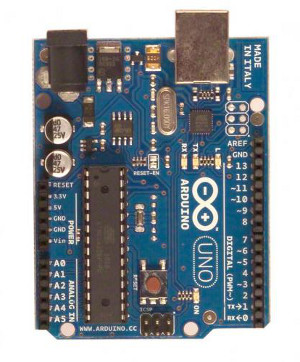 MADE
IN ITALY
47
25V
47
25V
RESET-EN
RX
TX
L
AREF
GND
13
12
~11
~10
~9
8
RESET
3.3V
5V
GND
GND
Vin
POWER
A0
A1
A2
A3
A4
A5
ANALOG IN
ARDUINO
UNO
7
~6
~5
4
~3
2
TX→1
RX←0
DIGITAL (PWM~)
RESET
ICSP
ON
WWW.ARDUINO.CC